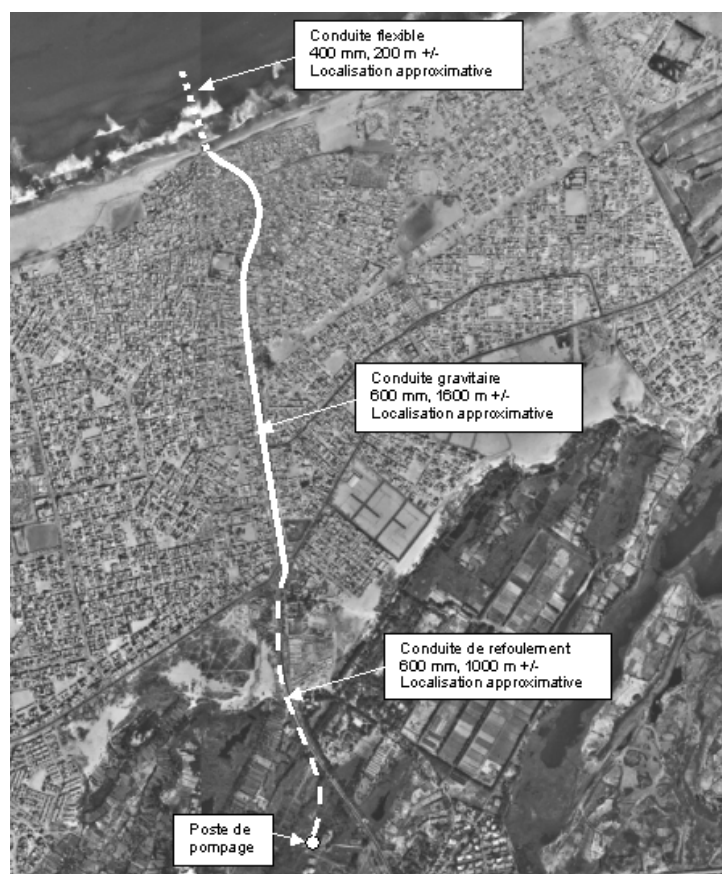 Conduite flexible
400 mm, 200 m +/-
Localisation approximative
Conduite gravitaire
600 mm, 1600 m +/-
Localisation approximative
Conduite de refoulement
600 mm, 1000 m +/-
Localisation approximative
Poste de
pompage